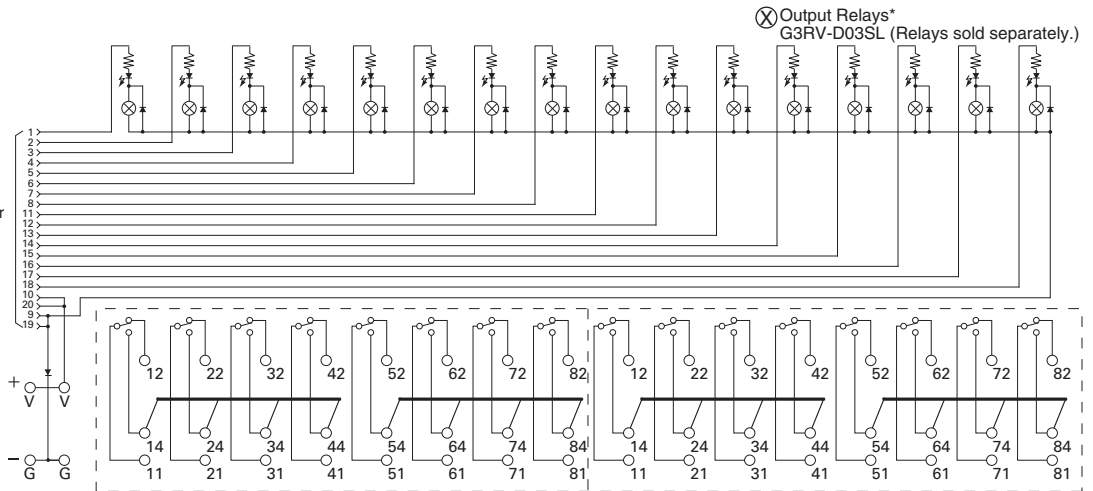 Output Relays*
G3RV-D03SL (Relays sold separately.)
1
2
3
4
5
6
7
8
r
11
12
13
14
15
16
17
18
10
20
9
19
12 22 32 42 52 62 72 82 12 22 32 42 52 62 72 82
+
V V
14 24 34 44 54 64 74 84 14 24 34 44 54 64 74 84
−
G G
11 21 31 41 51 61 71 81 11 21 31 41 51 61 71 81